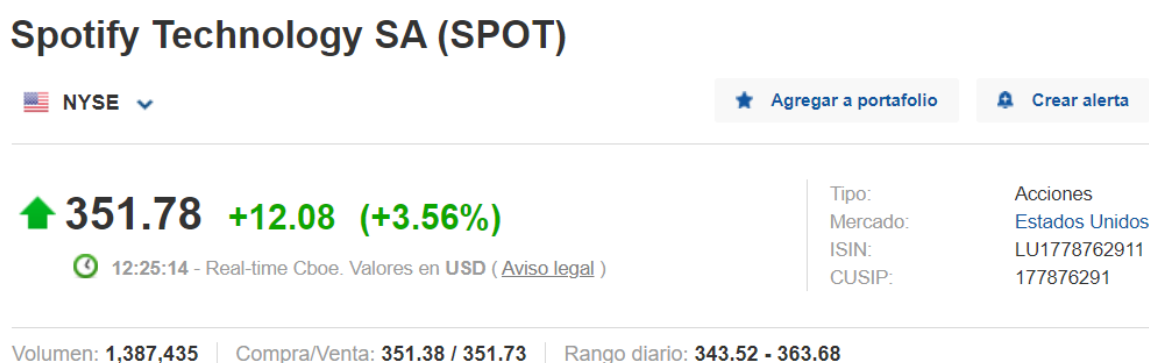 Spotify Technology SA (SPOT)
NYSE Agregar a portafolio Crear alerta
351.78 +12.08 (+3.56%)
12:25:14 - Real-time Cboe. Valores en USD ( Aviso legal )
Tipo: Acciones
Mercado: Estados Unidos
ISIN: LU1778762911
CUSIP: 177876291
Volumen: 1,387,435 Compra/Venta: 351.38 / 351.73 Rango diario: 343.52 - 363.68